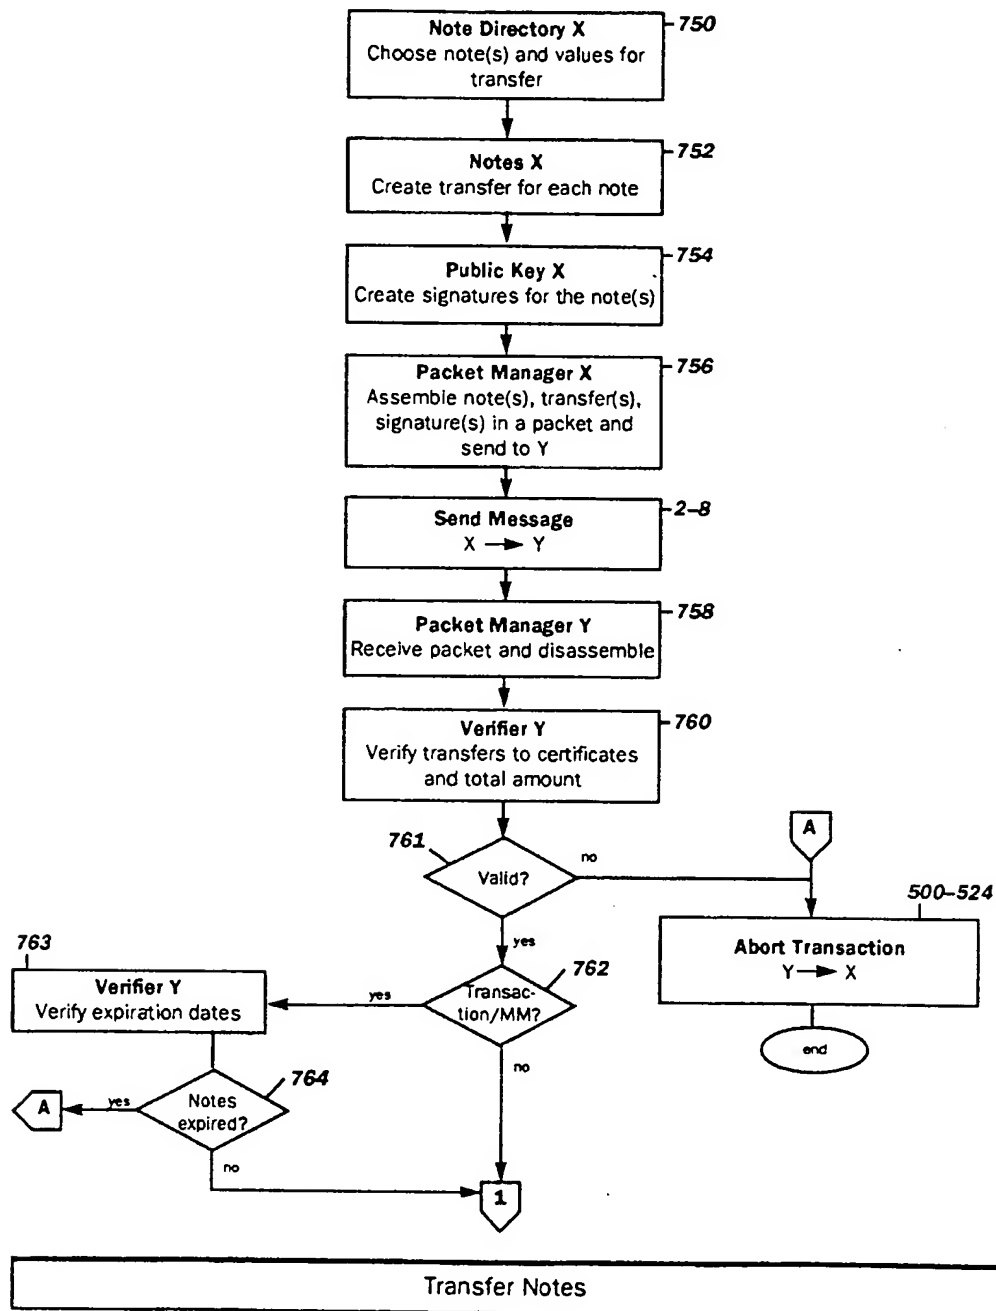 Note Directory X
Choose note(s) and values for
transfer
750
Notes X
Create transfer for each note
752
Public Key X
Create signatures for the note(s)
754
Packet Manager X
Assemble note(s), transfer(s),
signature(s) in a packet and
send to Y
756
Send Message
X → Y
2–8
Packet Manager Y
Receive packet and disassemble
758
Verifier Y
Verify transfers to certificates
and total amount
760
761
Valid?
no
A
500–524
Abort Transaction
Y → X
end
yes
762
Transac-
tion/MM?
yes
763
Verifier Y
Verify expiration dates
764
Notes
expired?
yes
A
no
no
1
Transfer Notes